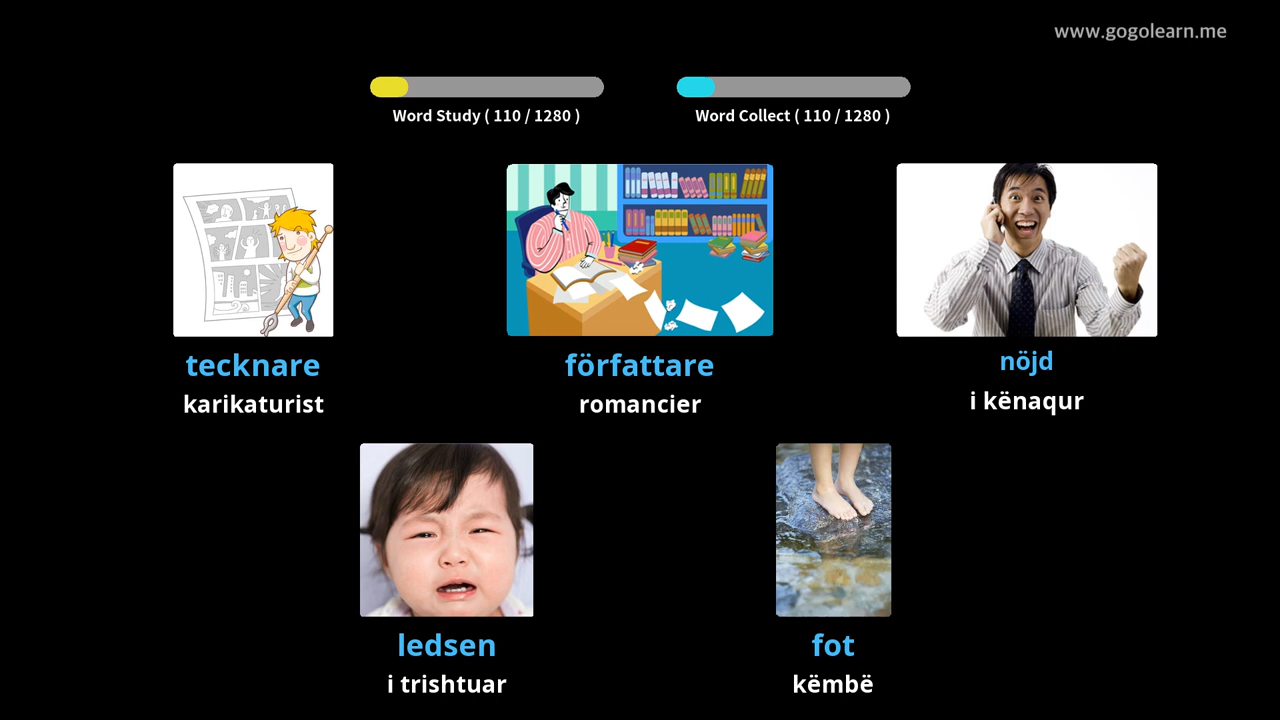 www.gogolearn.me
Word Study ( 110 / 1280 )
Word Collect ( 110 / 1280 )
tecknare
karikaturist
författare
romancier
nöjd
i kënaqur
ledsen
i trishtuar
fot
këmbë